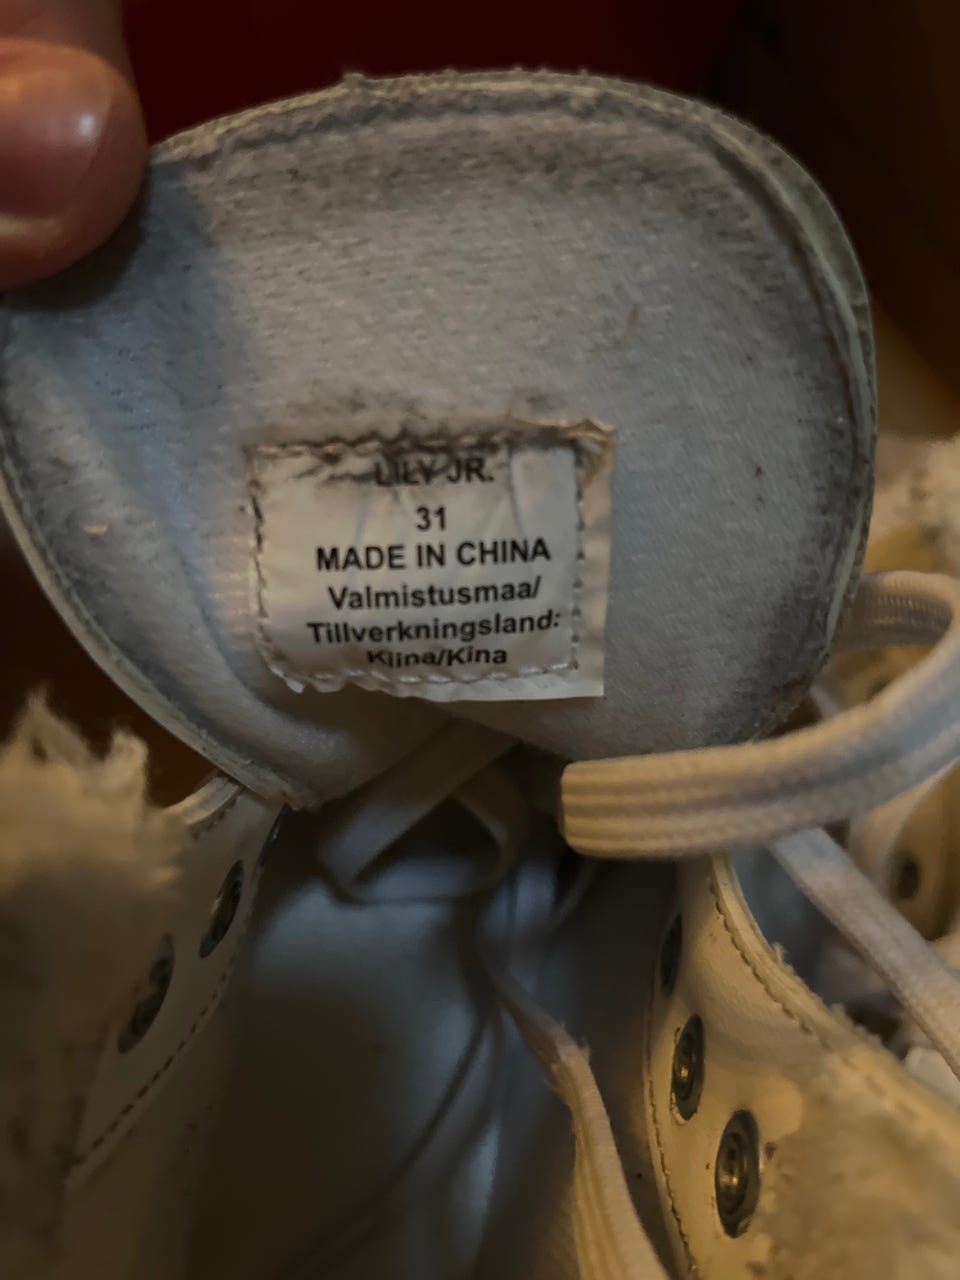 LILY JR.
31
MADE IN CHINA
Valmistusmaa/
Tillverkningsland:
Kiina/Kina